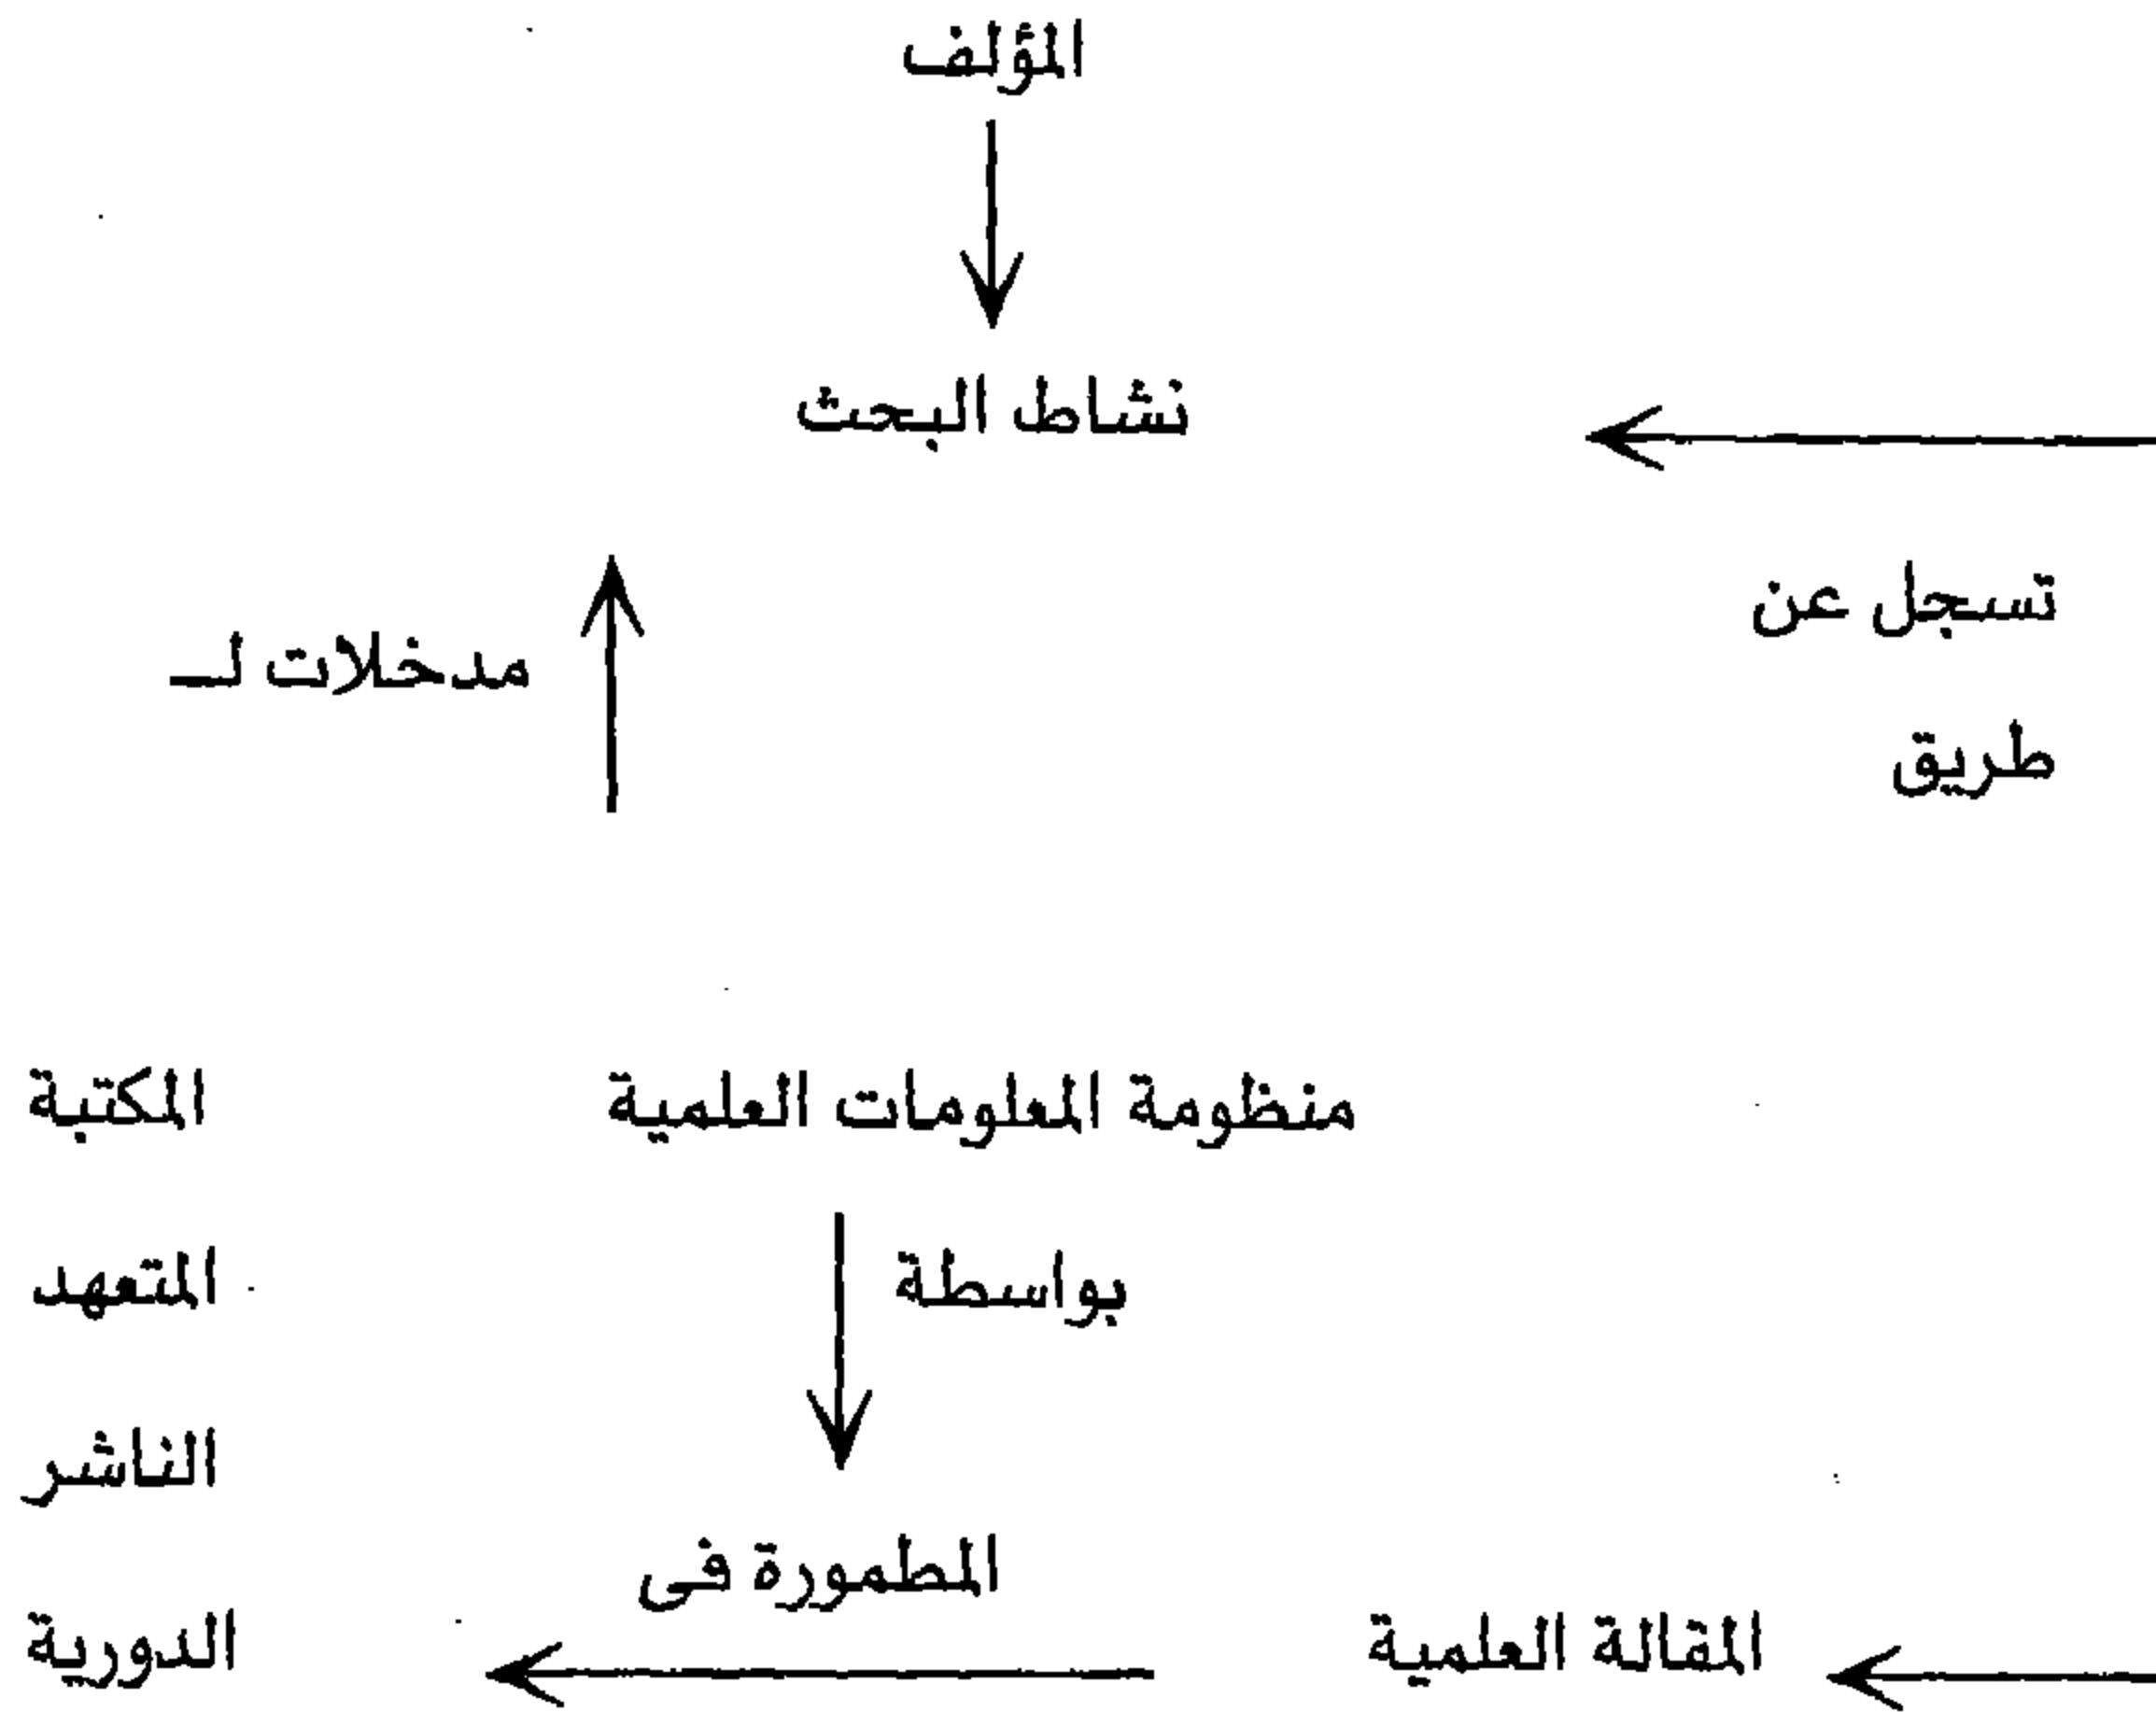 المؤلف
نشاط البحث
تسجل عن
مدخلات لــ
طريق
منظومة المعلومات العلمية
المكتبة
بواسطة
المتعهد
الناشر
المطمورة فى
المقالة العلمية
الدورية